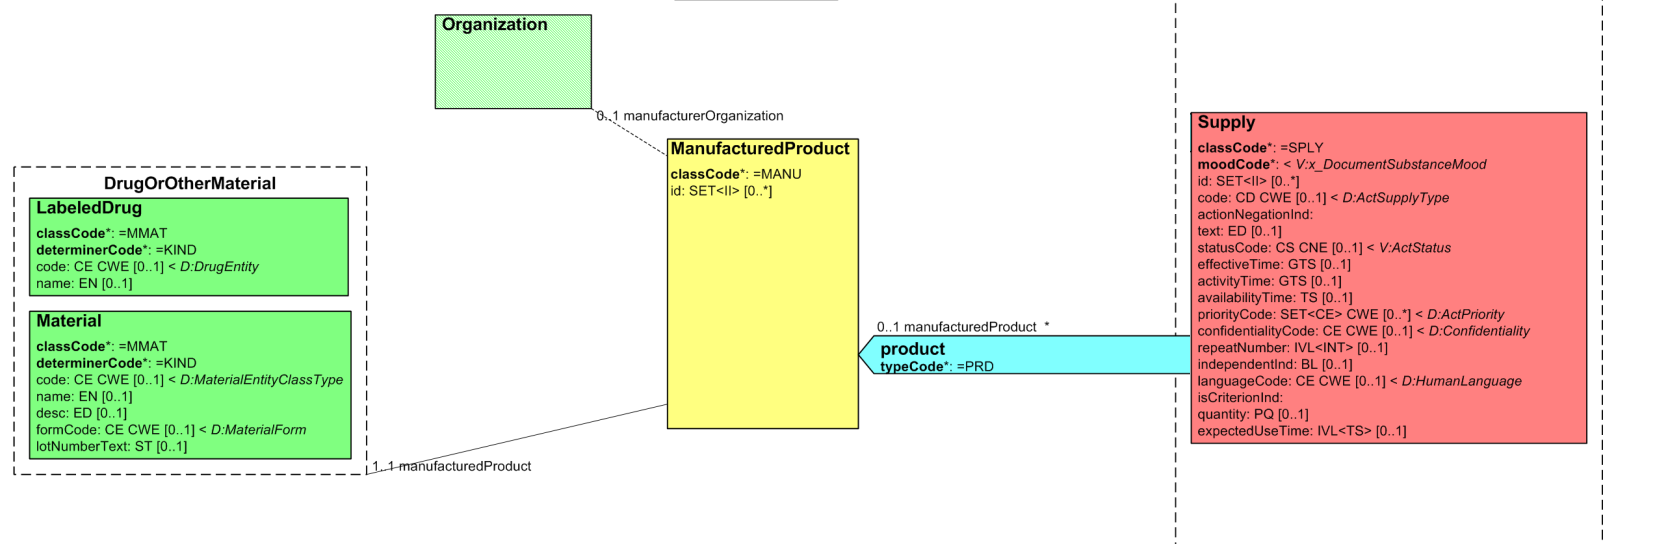 Organization
0..1 manufacturerOrganization
DrugOrOtherMaterial
LabeledDrug
classCode*: =MMAT
determinerCode*: =KIND
code: CE CWE [0..1] < D:DrugEntity
name: EN [0..1]
Material
classCode*: =MMAT
determinerCode*: =KIND
code: CE CWE [0..1] < D:MaterialEntityClassType
name: EN [0..1]
desc: ED [0..1]
formCode: CE CWE [0..1] < D:MaterialForm
lotNumberText: ST [0..1]
1..1 manufacturedProduct
ManufacturedProduct
classCode*: =MANU
id: SET<II> [0..*]
0..1 manufacturedProduct *
product
typeCode*: =PRD
Supply
classCode*: =SPLY
moodCode*: < V:x_DocumentSubstanceMood
id: SET<II> [0..*]
code: CD CWE [0..1] < D:ActSupplyType
actionNegationInd:
text: ED [0..1]
statusCode: CS CNE [0..1] < V:ActStatus
effectiveTime: GTS [0..1]
activityTime: GTS [0..1]
availabilityTime: TS [0..1]
priorityCode: SET<CE> CWE [0..*] < D:ActPriority
confidentialityCode: CE CWE [0..1] < D:Confidentiality
repeatNumber: IVL<INT> [0..1]
independentInd: BL [0..1]
languageCode: CE CWE [0..1] < D:HumanLanguage
isCriterionInd:
quantity: PQ [0..1]
expectedUseTime: IVL<TS> [0..1]